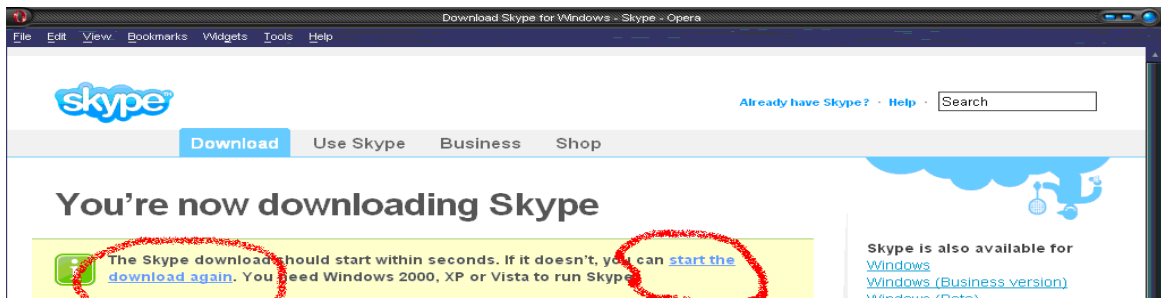 Download Skype for Windows - Skype - Opera
File Edit View Bookmarks Widgets Tools Help
skype
Already have Skype? · Help · Search
Download Use Skype Business Shop
You're now downloading Skype
The Skype download should start within seconds. If it doesn't, you can start the
download again. You need Windows 2000, XP or Vista to run Skype
Skype is also available for
Windows
Windows (Business version)
Windows (Beta)